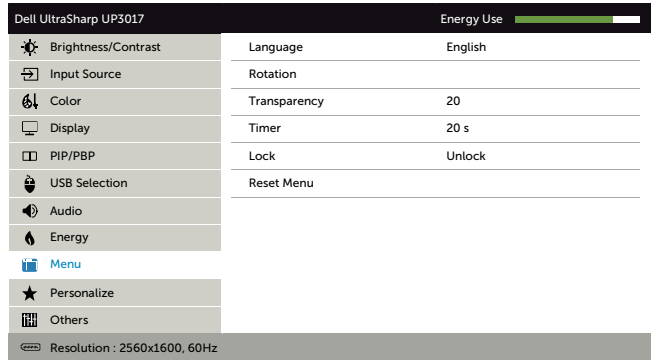 Dell UltraSharp UP3017 Energy Use
Brightness/Contrast Language English
Input Source Rotation
Color Transparency 20
Display Timer 20 s
PIP/PBP Lock Unlock
USB Selection Reset Menu
Audio
Energy
Menu
Personalize
Others
Resolution : 2560x1600, 60Hz